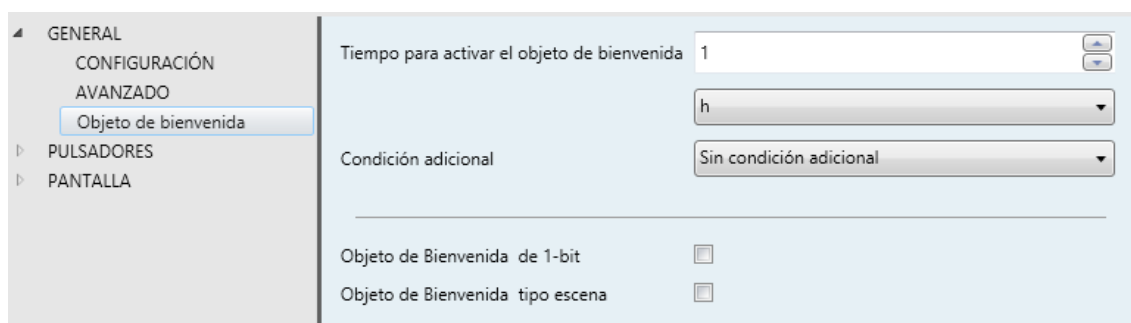 GENERAL
CONFIGURACIÓN
AVANZADO
Objeto de bienvenida
PULSADORES
PANTALLA
Tiempo para activar el objeto de bienvenida 1
h
Condición adicional Sin condición adicional
Objeto de Bienvenida de 1-bit
Objeto de Bienvenida tipo escena